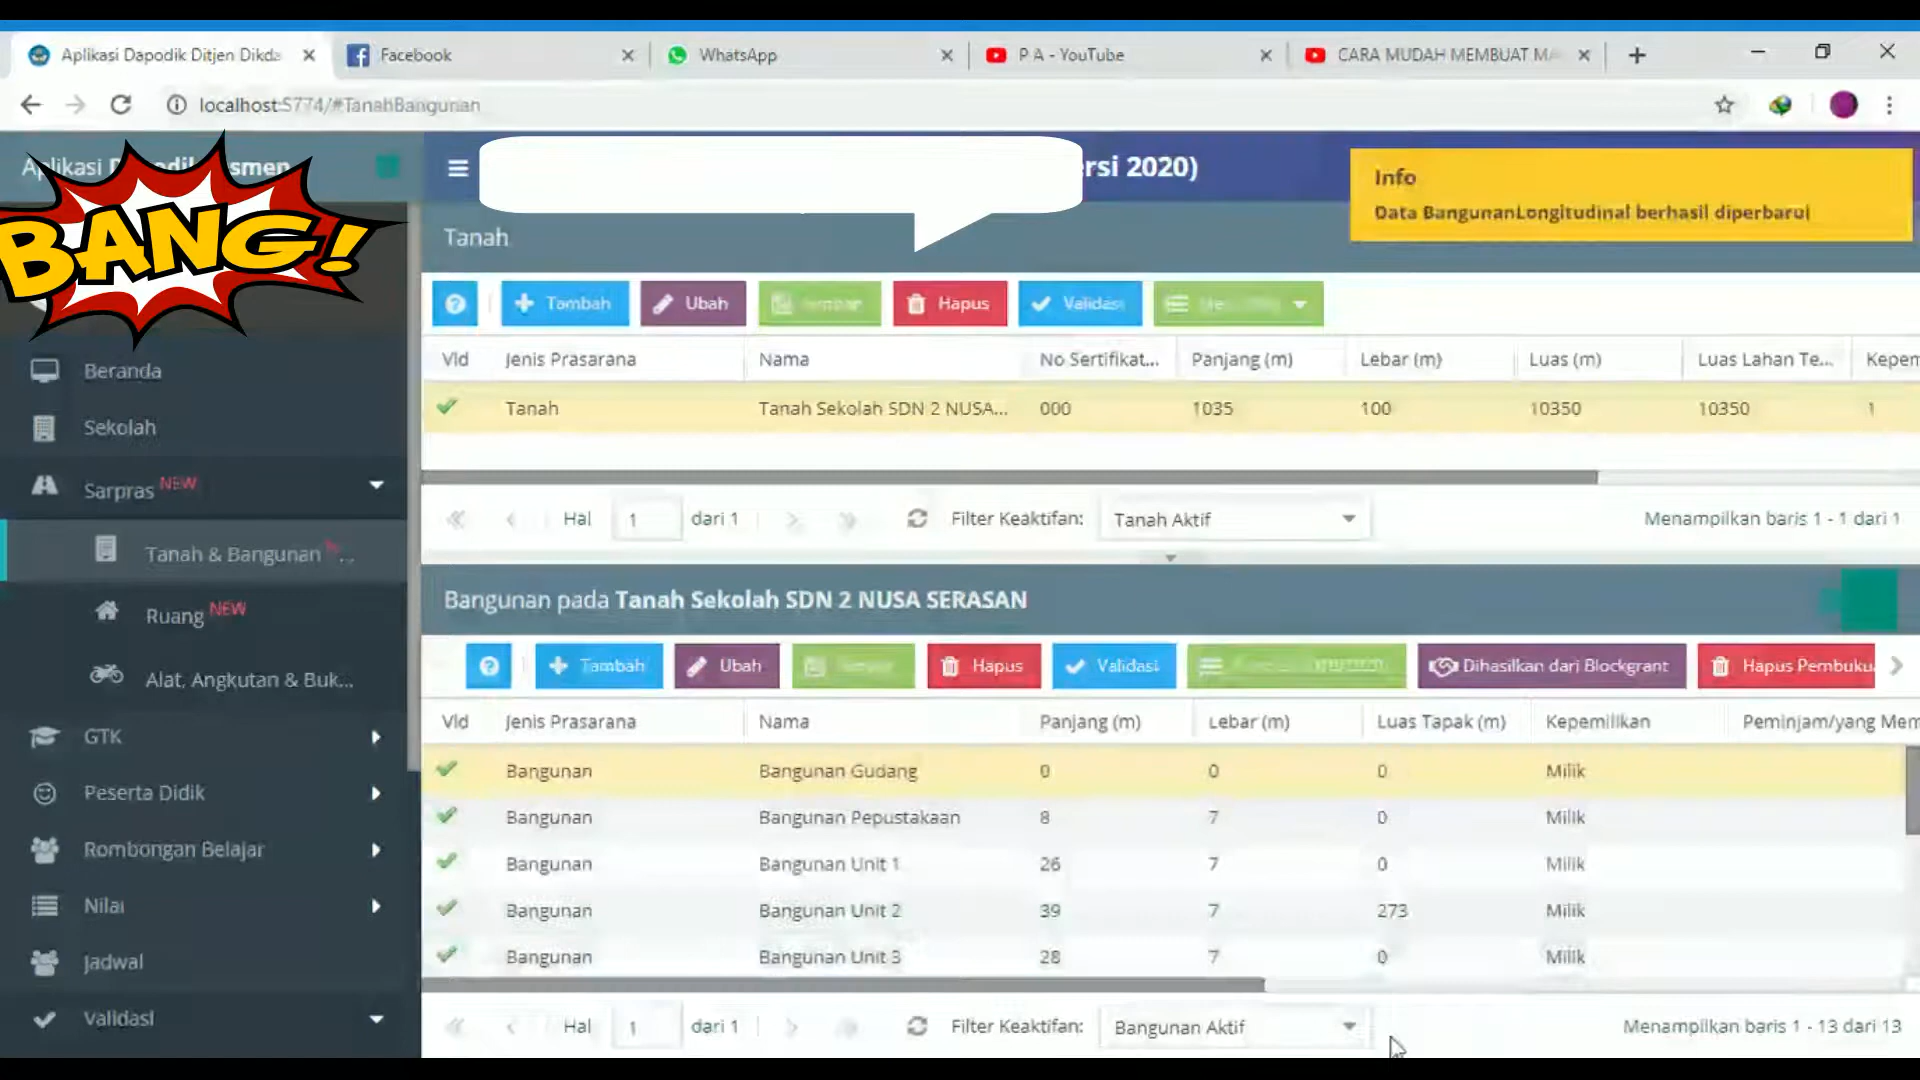 Aplikasi Dapodik Ditjen Dikda
Facebook
WhatsApp
P A - YouTube
CARA MUDAH MEMBUAT MA
localhost:5774/#TanahBangunan
Aplikasi smen
rsi 2020)
Info
Data BangunanLongitudinal berhasil diperbarui
BANG!
Tanah
Tambah
Ubah
Hapus
Validasi
Vld Jenis Prasarana Nama No Sertifikat... Panjang (m) Lebar (m) Luas (m) Luas Lahan Te... Kepem
Tanah Tanah Sekolah SDN 2 NUSA... 000 1035 100 10350 10350 1
Hal 1 dari 1 Filter Keaktifan: Tanah Aktif Menampilkan baris 1 - 1 dari 1
Beranda
Sekolah
Sarpras NEW
Tanah & Bangunan ...
Ruang NEW
Alat, Angkutan & Buk...
GTK
Peserta Didik
Rombongan Belajar
Nilai
Jadwal
Validasi
Bangunan pada Tanah Sekolah SDN 2 NUSA SERASAN
Tambah
Ubah
Hapus
Validasi
Dihasilkan dari Blockgrant
Hapus Pembuku
Vld Jenis Prasarana Nama Panjang (m) Lebar (m) Luas Tapak (m) Kepemilikan Peminjam/yang Mem
Bangunan Bangunan Gudang 0 0 0 Milik
Bangunan Bangunan Pepustakaan 8 7 0 Milik
Bangunan Bangunan Unit 1 26 7 0 Milik
Bangunan Bangunan Unit 2 39 7 273 Milik
Bangunan Bangunan Unit 3 28 7 0 Milik
Hal 1 dari 1 Filter Keaktifan: Bangunan Aktif Menampilkan baris 1 - 13 dari 13